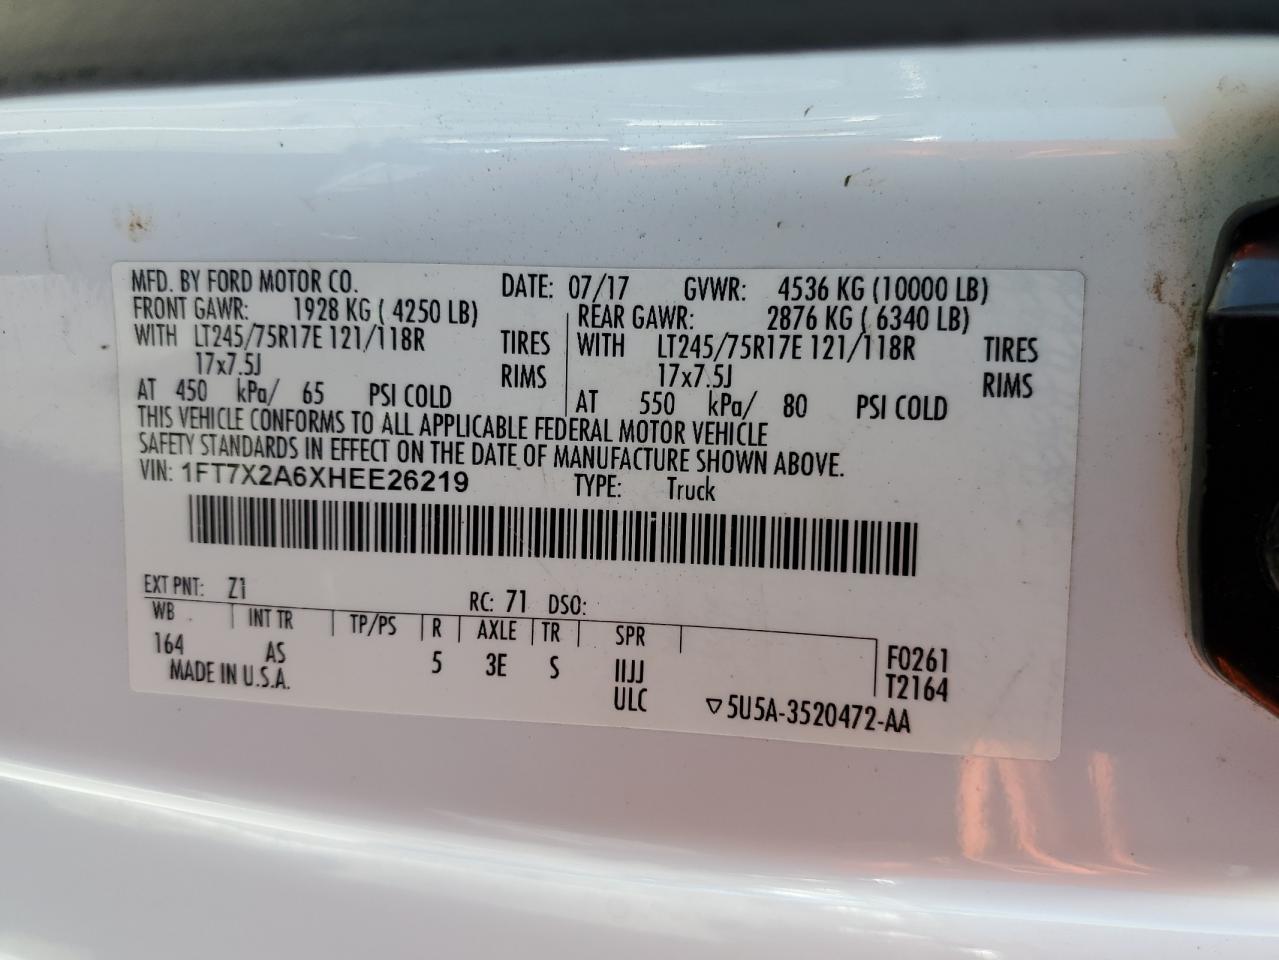 MFD. BY FORD MOTOR CO. DATE: 07/17 GVWR: 4536 KG (10000 LB)
FRONT GAWR: 1928 KG ( 4250 LB) REAR GAWR: 2876 KG ( 6340 LB)
WITH LT245/75R17E 121/118R TIRES WITH LT245/75R17E 121/118R TIRES
17x7.5J RIMS 17x7.5J RIMS
AT 450 kPa/ 65 PSI COLD AT 550 kPa/ 80 PSI COLD
THIS VEHICLE CONFORMS TO ALL APPLICABLE FEDERAL MOTOR VEHICLE
SAFETY STANDARDS IN EFFECT ON THE DATE OF MANUFACTURE SHOWN ABOVE.
VIN: 1FT7X2A6XHEE26219 TYPE: Truck
EXT PNT: Z1 RC: 71 DSO:
WB INT TR TP/PS R AXLE TR SPR
164 AS 5 3E S IIJJ F0261
MADE IN U.S.A. ULC ▽5U5A-3520472-AA T2164